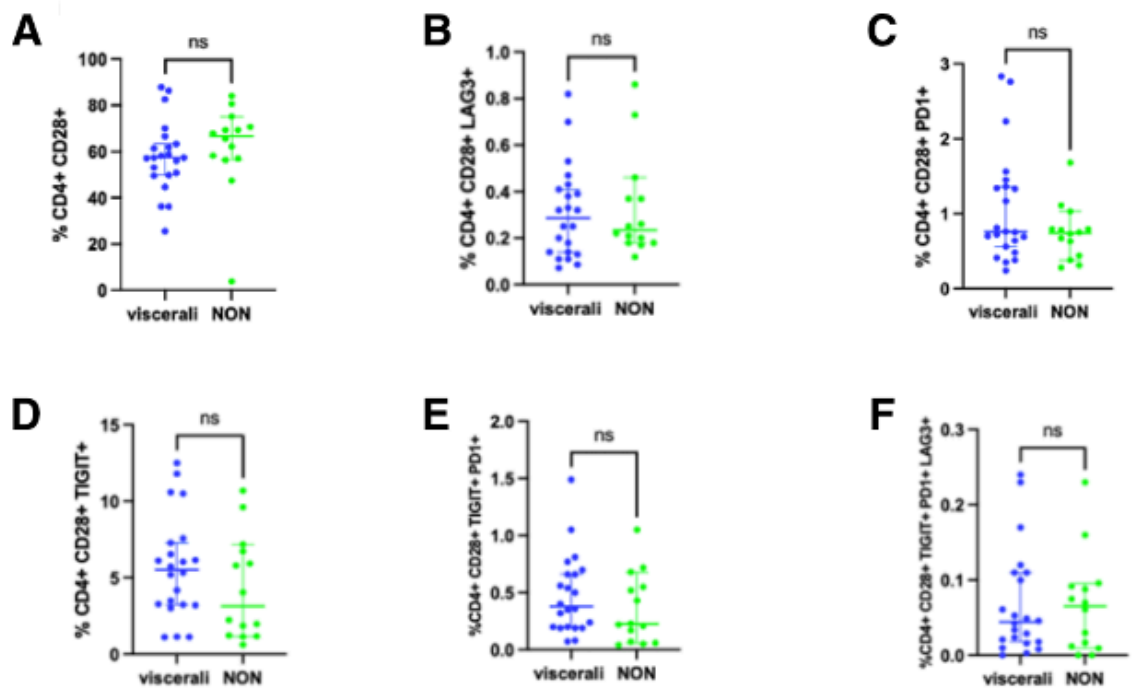 A
ns
% CD4+ CD28+
100
80
60
40
20
0
viscerali NON
B
ns
% CD4+ CD28+ LAG3+
1.0
0.8
0.6
0.4
0.2
0.0
viscerali NON
C
ns
% CD4+ CD28+ PD1+
3
2
1
0
viscerali NON
D
ns
% CD4+ CD28+ TIGIT+
15
10
5
0
viscerali NON
E
ns
%CD4+ CD28+ TIGIT+ PD1+
2.0
1.5
1.0
0.5
0.0
viscerali NON
F
ns
%CD4+ CD28+ TIGIT+ PD1+ LAG3+
0.3
0.2
0.1
0.0
viscerali NON